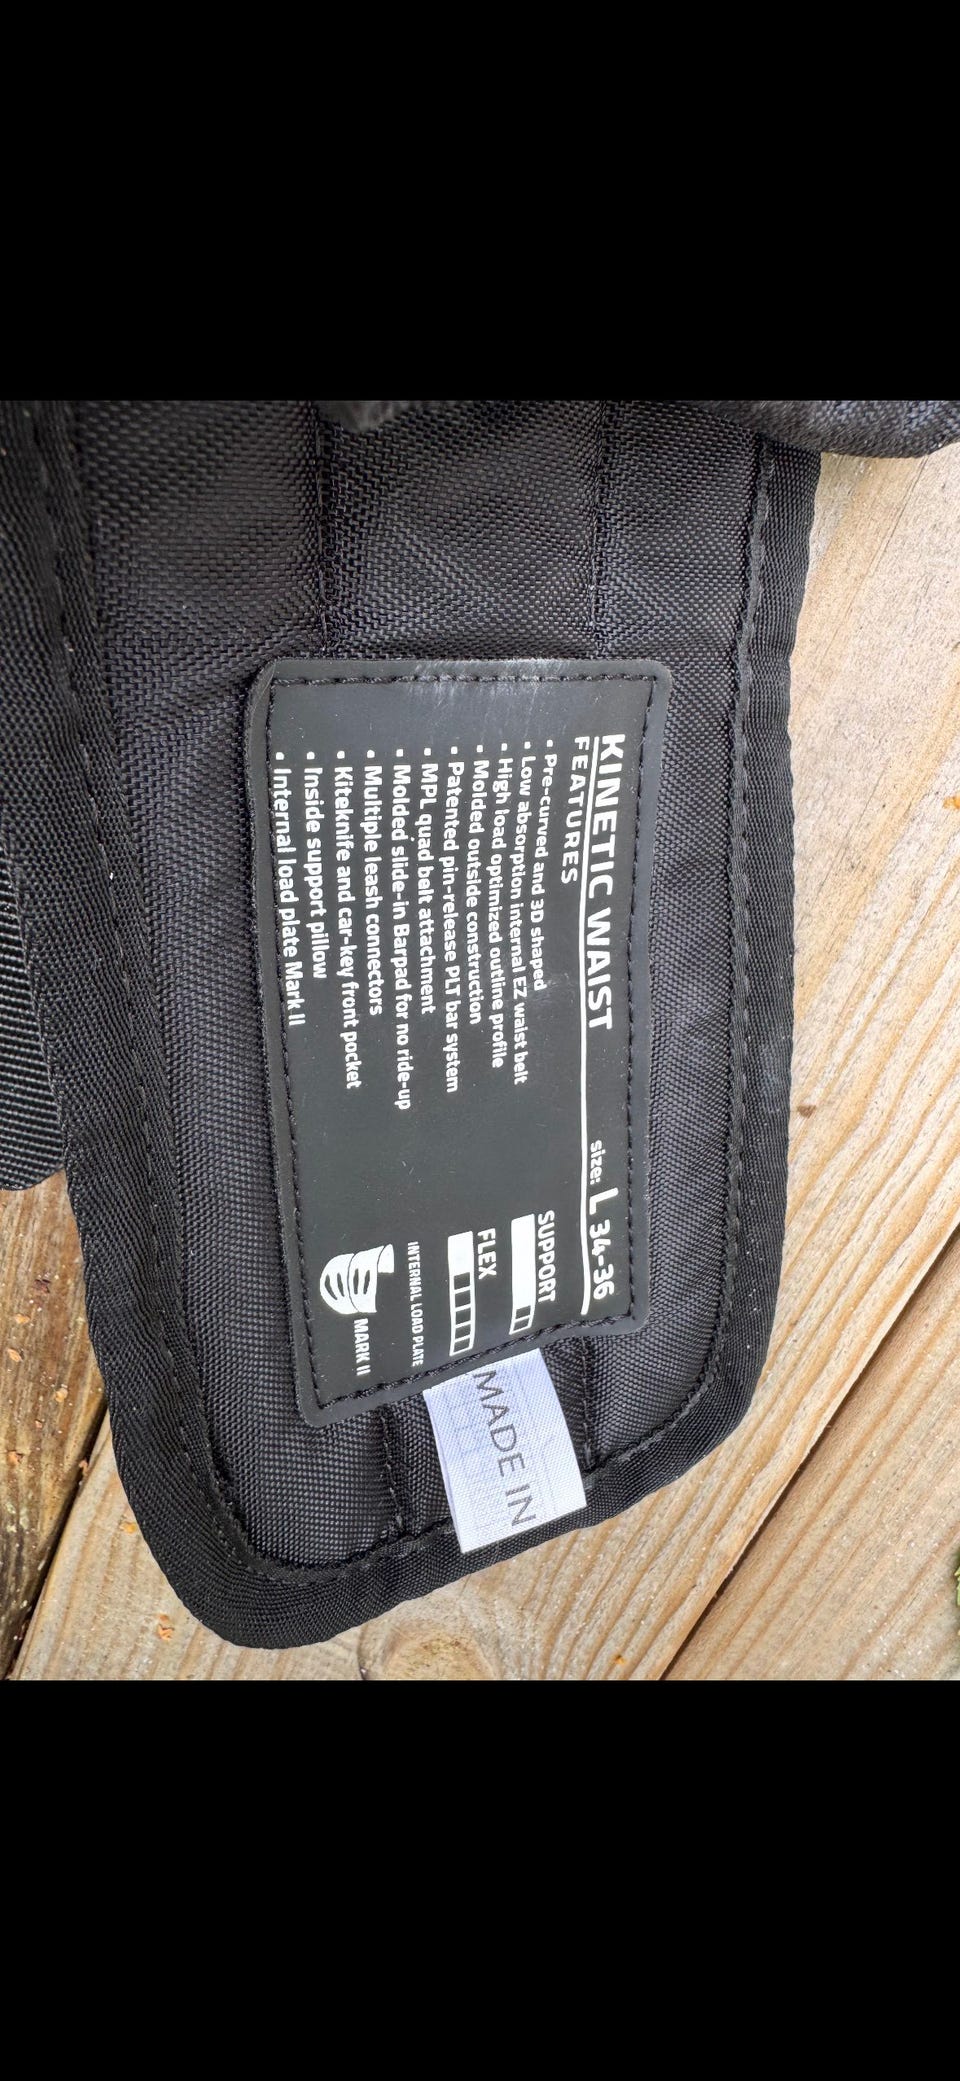 KINETIC WAIST size: L 34-36
FEATURES
• Pre-curved and 3D shaped
• Low absorption internal EZ waist belt
• High load optimized outline profile
• Molded outside construction
• Patented pin-release PLT bar system
• MPL quad belt attachment
• Molded slide-in Barpad for no ride-up
• Multiple leash connectors
• Kiteknife and car-key front pocket
• Inside support pillow
• Internal load plate Mark II
SUPPORT
FLEX
INTERNAL LOAD PLATE
MARK II
MADE IN